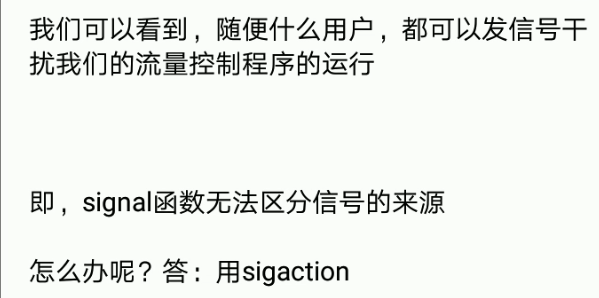 我们可以看到，随便什么用户，都可以发信号干
扰我们的流量控制程序的运行
即，signal函数无法区分信号的来源
怎么办呢？答：用sigaction